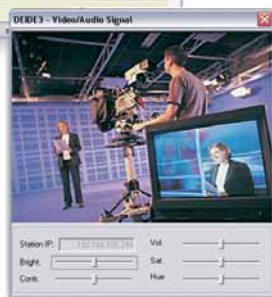 DEIDE3 - Video/Audio Signal
Station IP:
Vol.
Bright.
Sat.
Contr.
Hue